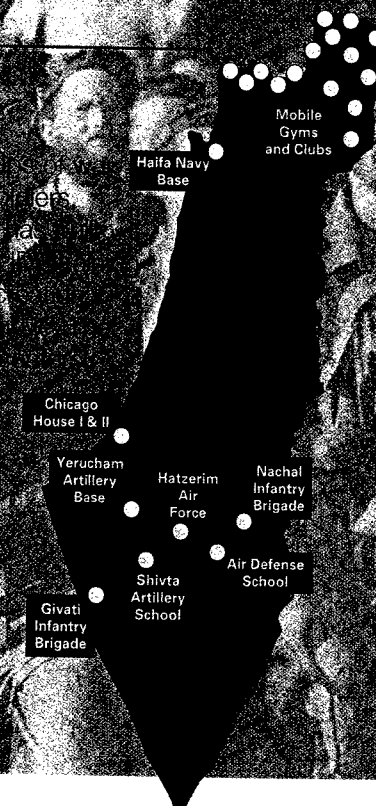 Mobile
Gyms
and Clubs
Haifa Navy
Base
Chicago
House I & II
Yerucham
Artillery
Base
Hatzerim
Air
Force
Nachal
Infantry
Brigade
Air Defense
School
Shivta
Artillery
School
Givati
Infantry
Brigade